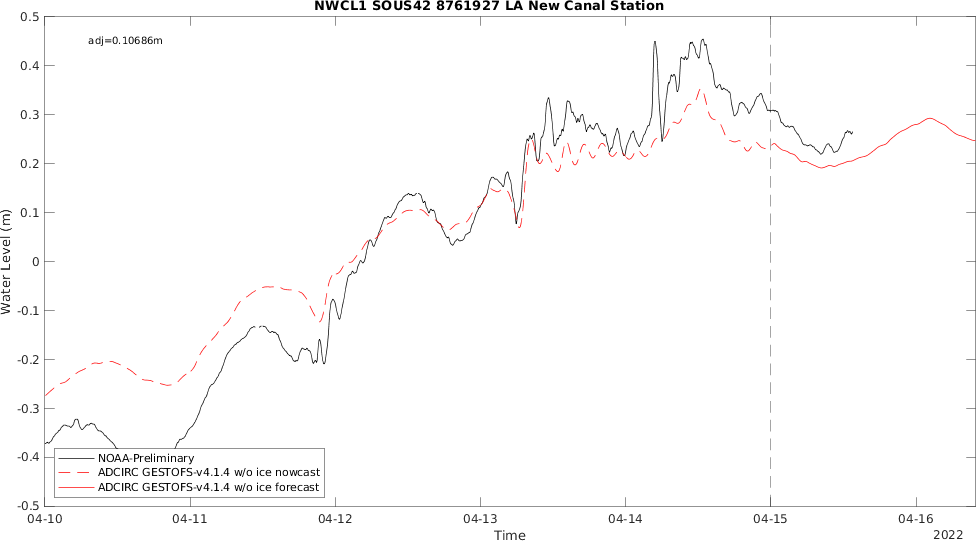 NWCL1 SOUS42 8761927 LA New Canal Station
adj=0.10686m
Water Level (m)
0.5
0.4
0.3
0.2
0.1
0
-0.1
-0.2
-0.3
-0.4
-0.5
NOAA-Preliminary
ADCIRC GESTOFS-v4.1.4 w/o ice nowcast
ADCIRC GESTOFS-v4.1.4 w/o ice forecast
04-10 04-11 04-12 04-13 04-14 04-15 04-16
Time
2022